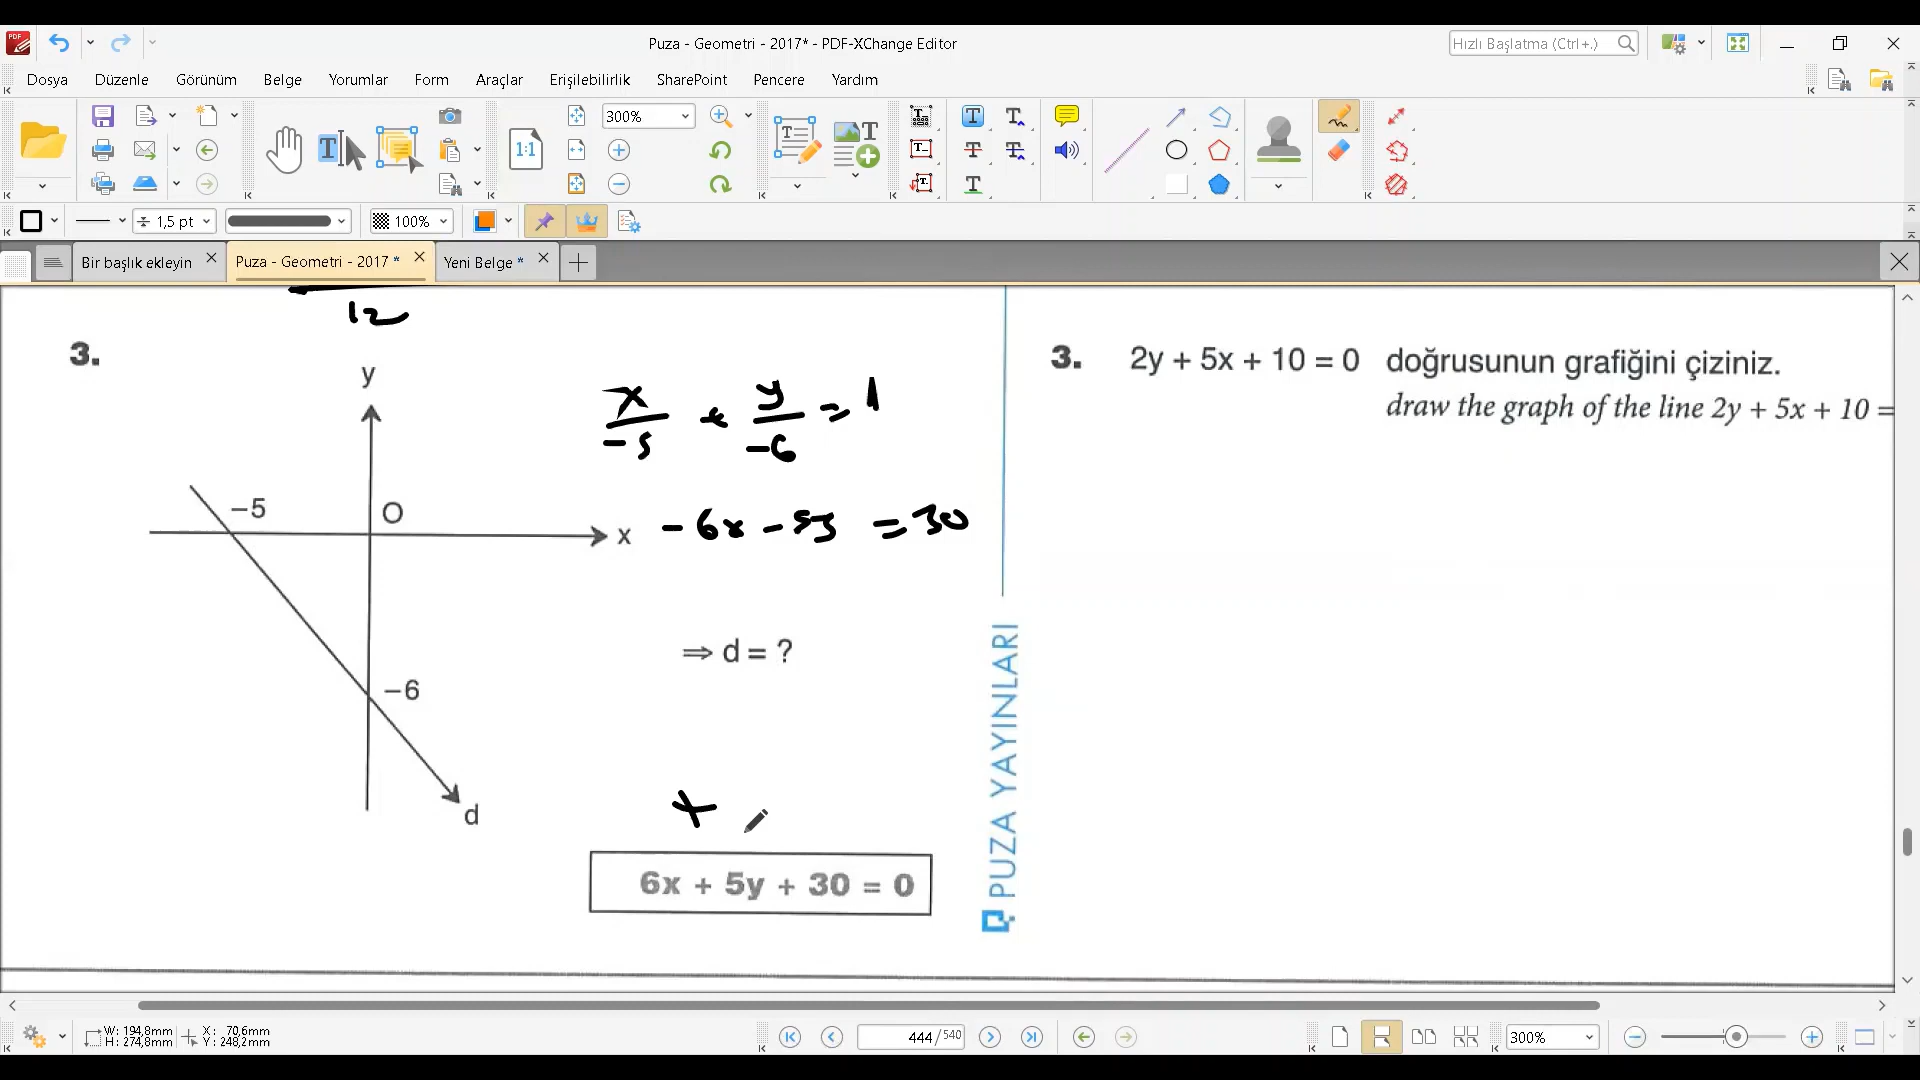 Puza - Geometri - 2017* - PDF-XChange Editor
Hızlı Başlatma (Ctrl+.)
Dosya Düzenle Görünüm Belge Yorumlar Form Araçlar Erişilebilirlik SharePoint Pencere Yardım
300%
1:1
1,5 pt
100%
Bir başlık ekleyin
Puza - Geometri - 2017 *
Yeni Belge *
12
3.
y
x/-5 + y/-6 = 1
-5
O
x
-6x - 5y = 30
⇒ d = ?
-6
d
x
6x + 5y + 30 = 0
PUZA YAYINLARI
3. 2y + 5x + 10 = 0 doğrusunun grafiğini çiziniz.
draw the graph of the line 2y + 5x + 10 =
W: 194,8mm
H: 274,8mm
X: 70,6mm
Y: 248,2mm
444 / 540
300%